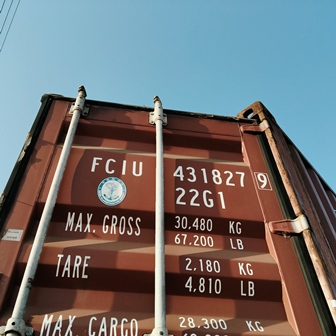 FCIU 431827 9
22G1
MAX. GROSS 30.480 KG
67.200 LB
TARE 2.180 KG
4.810 LB
MAX. CARGO 28.300 KG